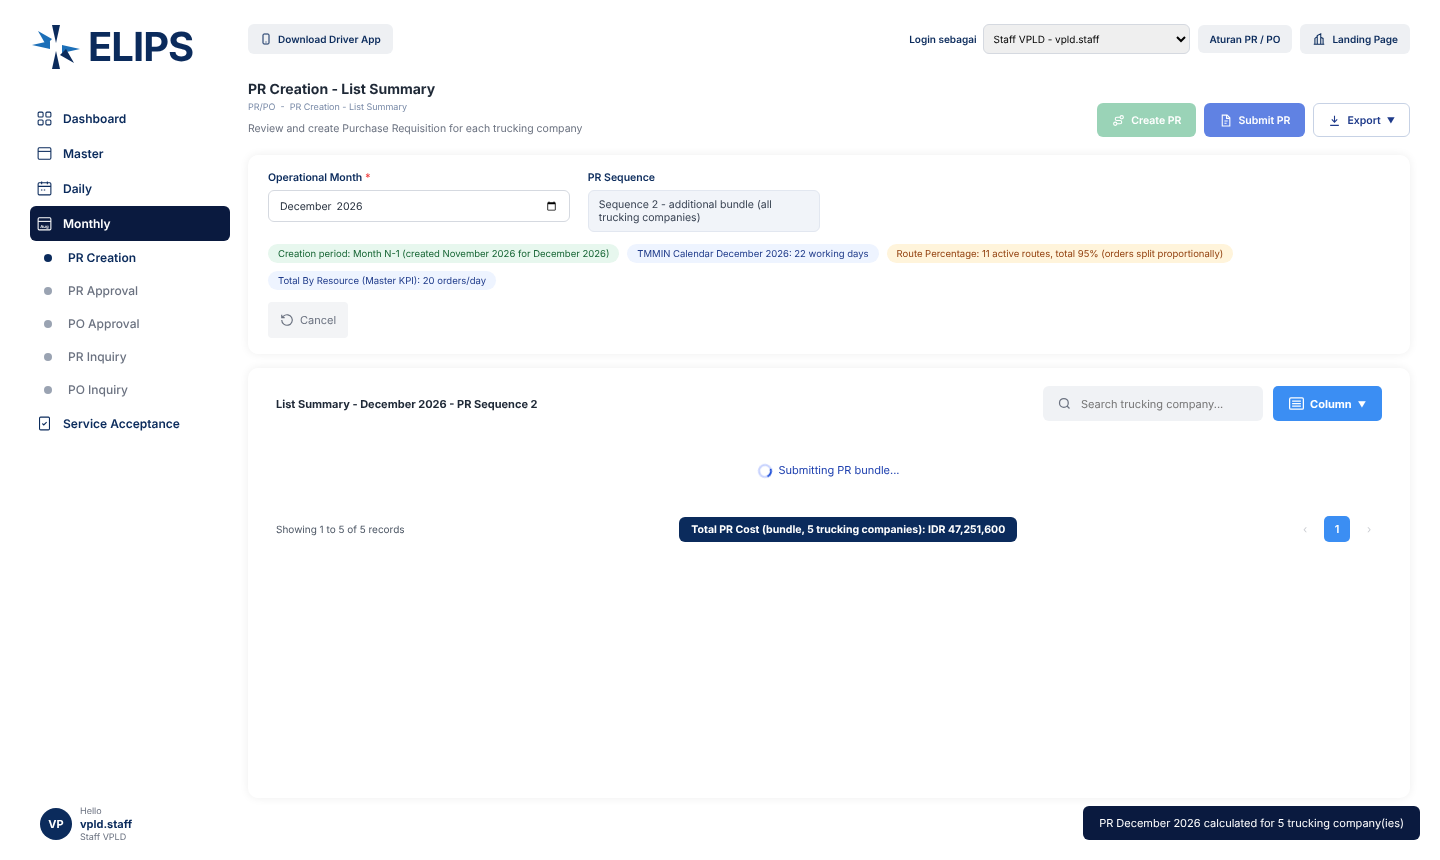 ELIPS
Download Driver App
Login sebagai
Staff VPLD - vpld.staff
Aturan PR / PO
Landing Page
Dashboard
Master
Daily
Monthly
PR Creation
PR Approval
PO Approval
PR Inquiry
PO Inquiry
Service Acceptance
PR Creation - List Summary
PR/PO - PR Creation - List Summary
Review and create Purchase Requisition for each trucking company
Create PR
Submit PR
Export
Operational Month *
December 2026
PR Sequence
Sequence 2 - additional bundle (all
trucking companies)
Creation period: Month N-1 (created November 2026 for December 2026)
TMMIN Calendar December 2026: 22 working days
Route Percentage: 11 active routes, total 95% (orders split proportionally)
Total By Resource (Master KPI): 20 orders/day
Cancel
List Summary - December 2026 - PR Sequence 2
Search trucking company...
Column
Submitting PR bundle...
Showing 1 to 5 of 5 records
Total PR Cost (bundle, 5 trucking companies): IDR 47,251,600
‹ 1 ›
VP
Hello
vpld.staff
Staff VPLD
PR December 2026 calculated for 5 trucking company(ies)